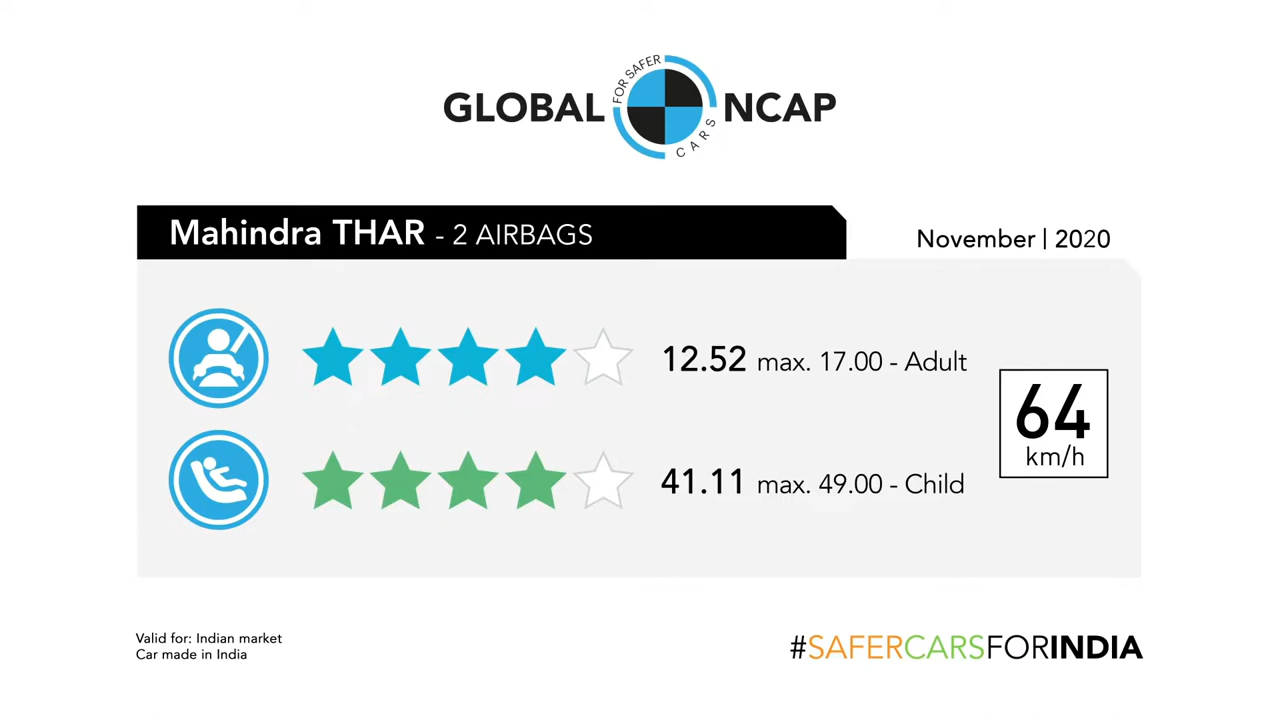 GLOBAL FOR SAFER CARS NCAP
Mahindra THAR - 2 AIRBAGS
November | 2020
12.52 max. 17.00 - Adult
64
km/h
41.11 max. 49.00 - Child
Valid for: Indian market
Car made in India
#SAFERCARSFORINDIA